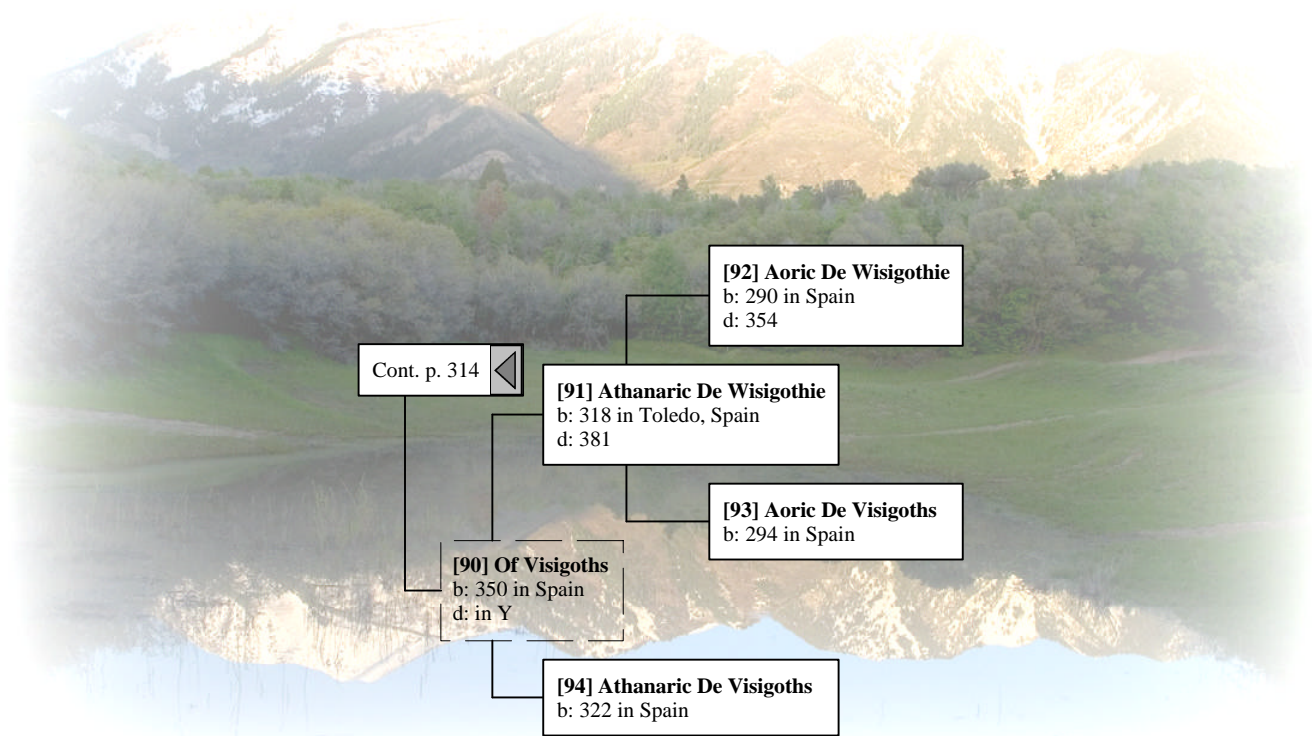 [92] Aoric De Wisigothie
b: 290 in Spain
d: 354
Cont. p. 314
[91] Athanaric De Wisigothie
b: 318 in Toledo, Spain
d: 381
[93] Aoric De Visigoths
b: 294 in Spain
[90] Of Visigoths
b: 350 in Spain
d: in Y
[94] Athanaric De Visigoths
b: 322 in Spain